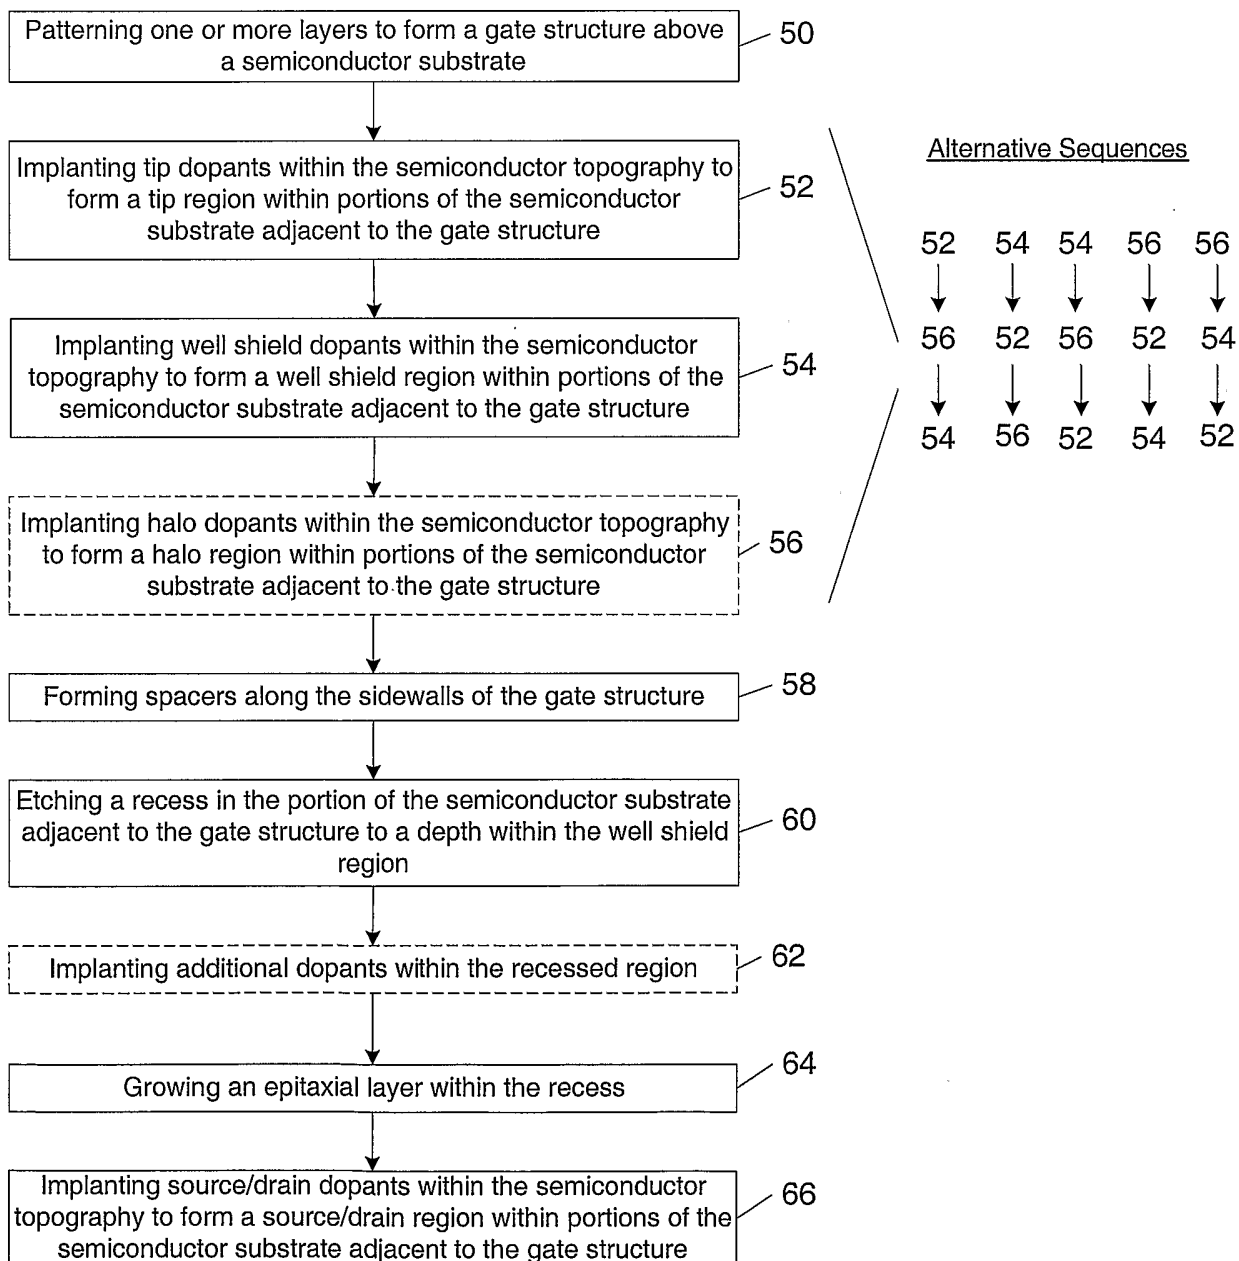 Patterning one or more layers to form a gate structure above
a semiconductor substrate
50
Implanting tip dopants within the semiconductor topography to
form a tip region within portions of the semiconductor
substrate adjacent to the gate structure
52
Implanting well shield dopants within the semiconductor
topography to form a well shield region within portions of the
semiconductor substrate adjacent to the gate structure
54
Implanting halo dopants within the semiconductor topography
to form a halo region within portions of the semiconductor
substrate adjacent to the gate structure
56
Alternative Sequences
52 54 54 56 56
56 52 56 52 54
54 56 52 54 52
Forming spacers along the sidewalls of the gate structure
58
Etching a recess in the portion of the semiconductor substrate
adjacent to the gate structure to a depth within the well shield
region
60
Implanting additional dopants within the recessed region
62
Growing an epitaxial layer within the recess
64
Implanting source/drain dopants within the semiconductor
topography to form a source/drain region within portions of the
semiconductor substrate adjacent to the gate structure
66